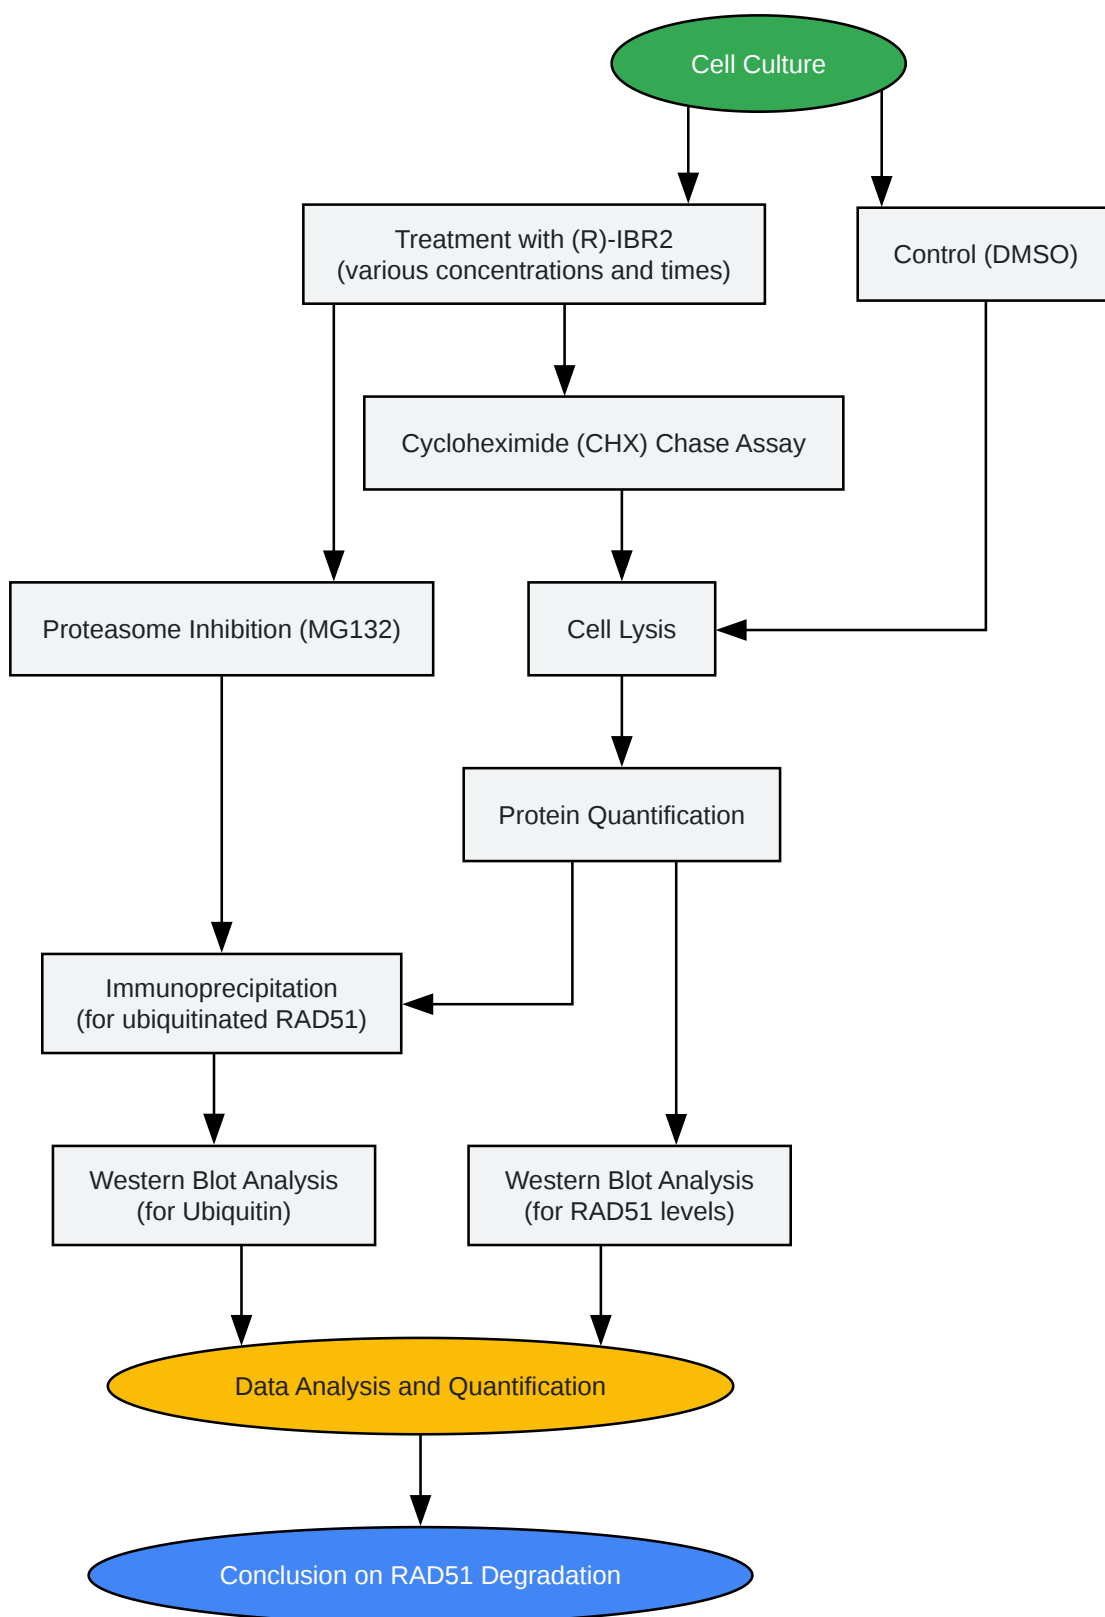 Cell Culture
Treatment with (R)-IBR2
(various concentrations and times)
Control (DMSO)
Cycloheximide (CHX) Chase Assay
Proteasome Inhibition (MG132)
Cell Lysis
Protein Quantification
Immunoprecipitation
(for ubiquitinated RAD51)
Western Blot Analysis
(for Ubiquitin)
Western Blot Analysis
(for RAD51 levels)
Data Analysis and Quantification
Conclusion on RAD51 Degradation